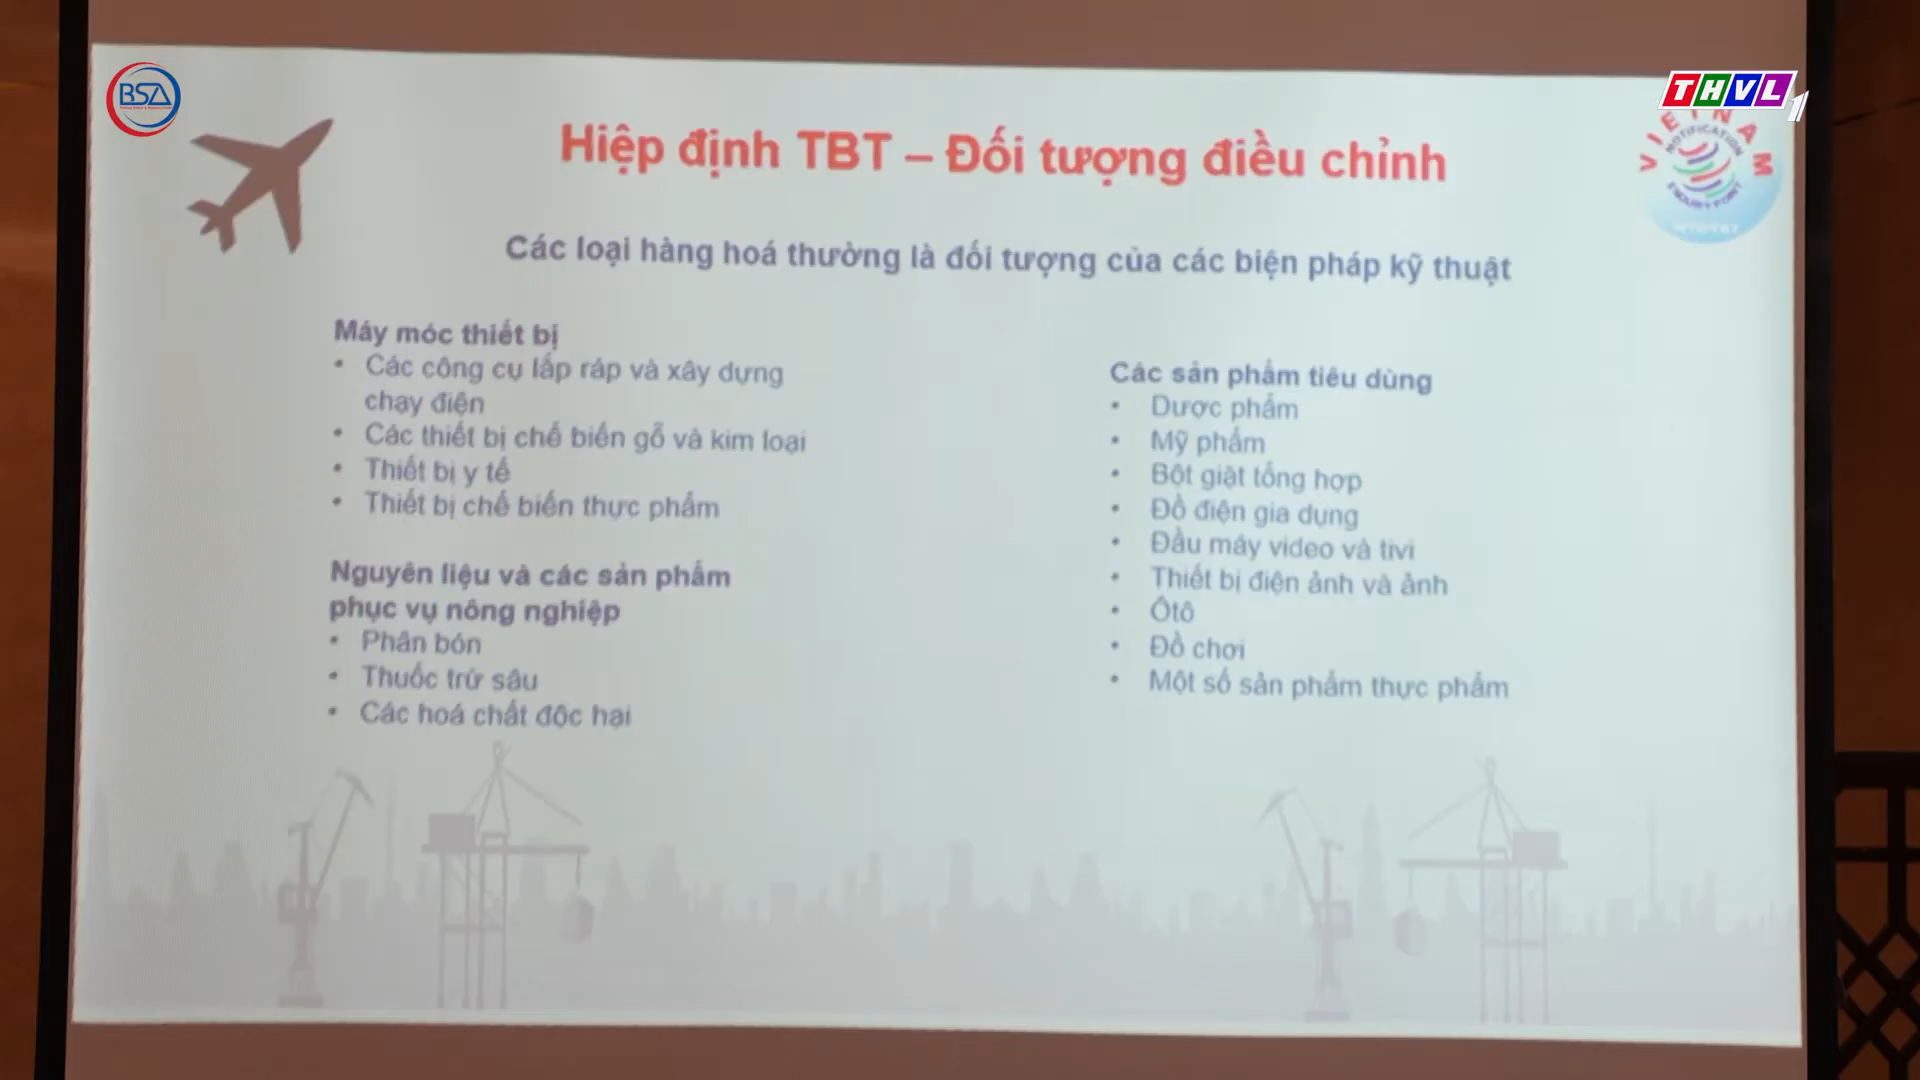 BSA
THVL1
VIETNAM
NOTIFICATION
ENQUIRY POINT
Hiệp định TBT – Đối tượng điều chỉnh
Các loại hàng hoá thường là đối tượng của các biện pháp kỹ thuật
Máy móc thiết bị
• Các công cụ lắp ráp và xây dựng
chạy điện
• Các thiết bị chế biến gỗ và kim loại
• Thiết bị y tế
• Thiết bị chế biến thực phẩm
Nguyên liệu và các sản phẩm
phục vụ nông nghiệp
• Phân bón
• Thuốc trừ sâu
• Các hoá chất độc hại
Các sản phẩm tiêu dùng
• Dược phẩm
• Mỹ phẩm
• Bột giặt tổng hợp
• Đồ điện gia dụng
• Đầu máy video và tivi
• Thiết bị điện ảnh và ảnh
• Ôtô
• Đồ chơi
• Một số sản phẩm thực phẩm